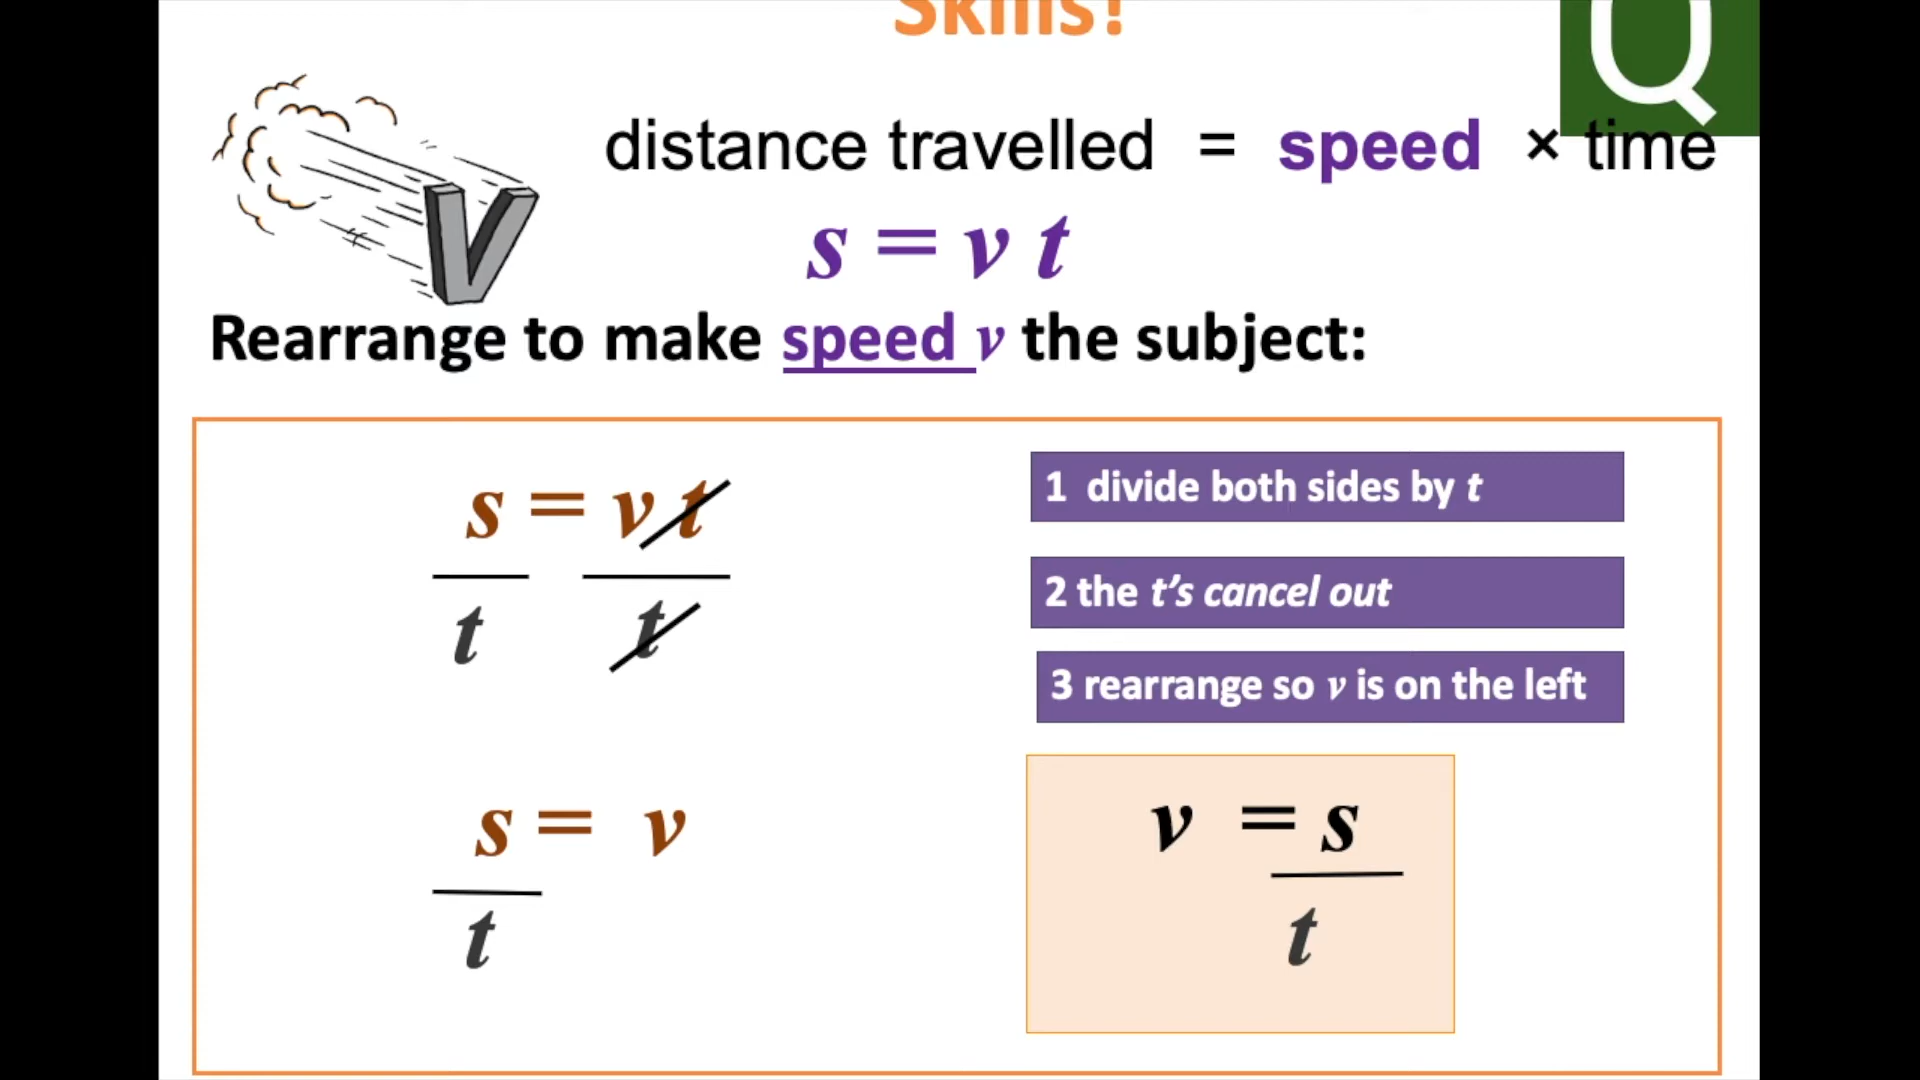 Skills!
Q
distance travelled = speed × time
V
s = v t
Rearrange to make speed v the subject:
s = v t
t t
1 divide both sides by t
2 the t’s cancel out
3 rearrange so v is on the left
s = v
t
v = s
t